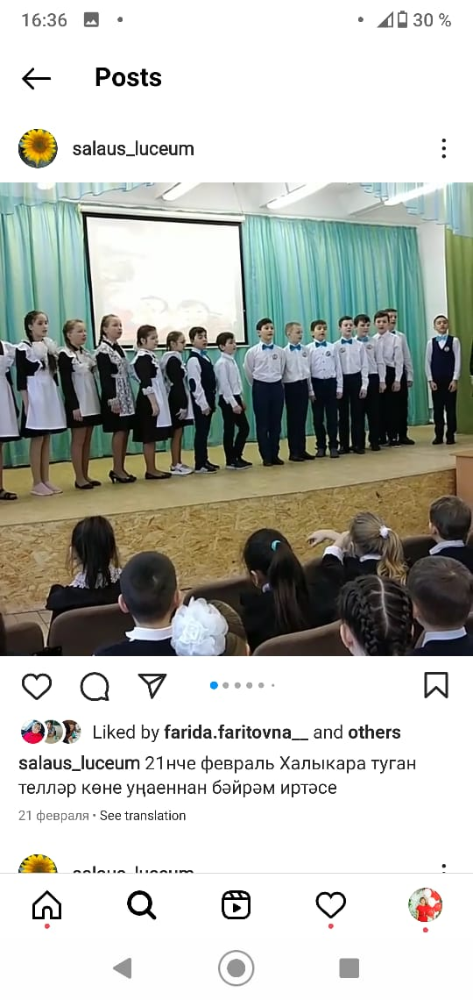 16:36
30 %
Posts
salaus_luceum
Liked by farida.faritovna__ and others
salaus_luceum 21нче февраль Халыкара туган
телләр көне уңаеннан бәйрәм иртәсе
21 февраля • See translation
salaus_luceum